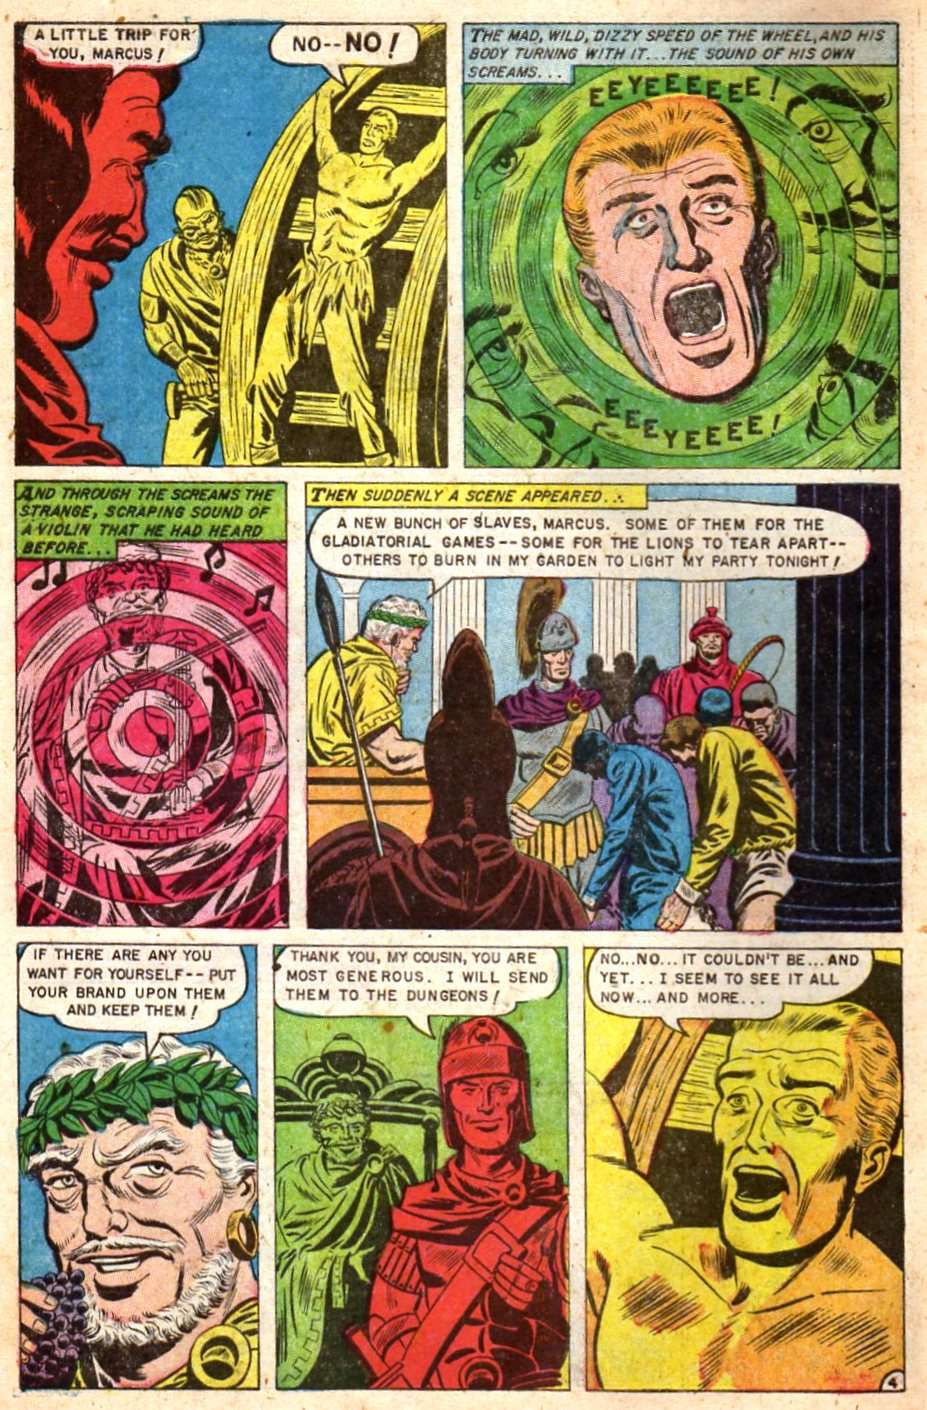 A LITTLE TRIP FOR
YOU, MARCUS!
NO--NO!
THE MAD, WILD, DIZZY SPEED OF THE WHEEL, AND HIS
BODY TURNING WITH IT...THE SOUND OF HIS OWN
SCREAMS...
EEYEEEEEE!
EEEYEEEE!
AND THROUGH THE SCREAMS THE
STRANGE, SCRAPING SOUND OF
A VIOLIN THAT HE HAD HEARD
BEFORE...
THEN SUDDENLY A SCENE APPEARED...
A NEW BUNCH OF SLAVES, MARCUS. SOME OF THEM FOR THE
GLADIATORIAL GAMES--SOME FOR THE LIONS TO TEAR APART--
OTHERS TO BURN IN MY GARDEN TO LIGHT MY PARTY TONIGHT!
IF THERE ARE ANY YOU
WANT FOR YOURSELF-- PUT
YOUR BRAND UPON THEM
AND KEEP THEM!
THANK YOU, MY COUSIN, YOU ARE
MOST GENEROUS. I WILL SEND
THEM TO THE DUNGEONS!
NO...NO...IT COULDN'T BE...AND
YET... I SEEM TO SEE IT ALL
NOW...AND MORE...
4